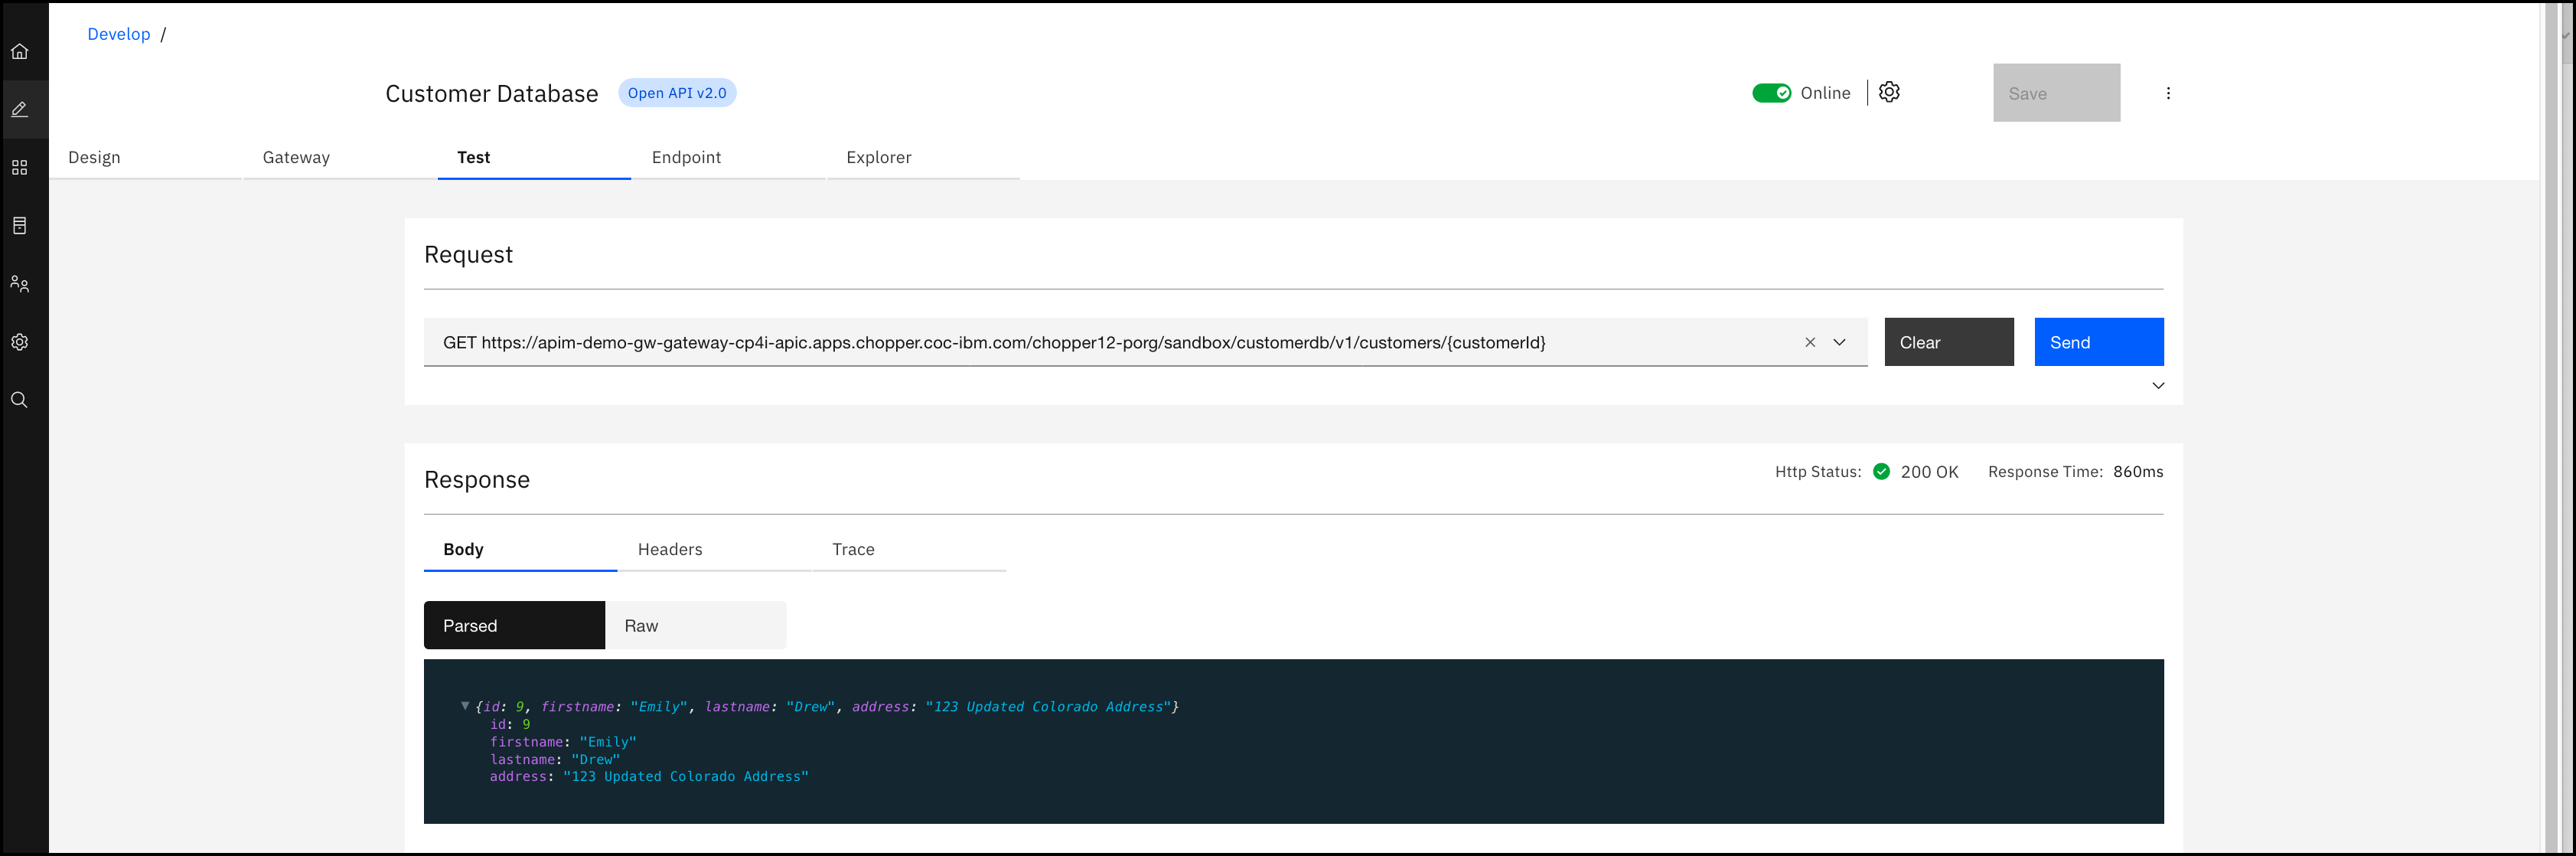 Develop /
Customer Database Open API v2.0 Online Save
Design Gateway Test Endpoint Explorer
Request
GET https://apim-demo-gw-gateway-cp4i-apic.apps.chopper.coc-ibm.com/chopper12-porg/sandbox/customerdb/v1/customers/{customerId} Clear Send
Response Http Status: 200 OK Response Time: 860ms
Body Headers Trace
Parsed Raw
{id: 9, firstname: "Emily", lastname: "Drew", address: "123 Updated Colorado Address"}
id: 9
firstname: "Emily"
lastname: "Drew"
address: "123 Updated Colorado Address"